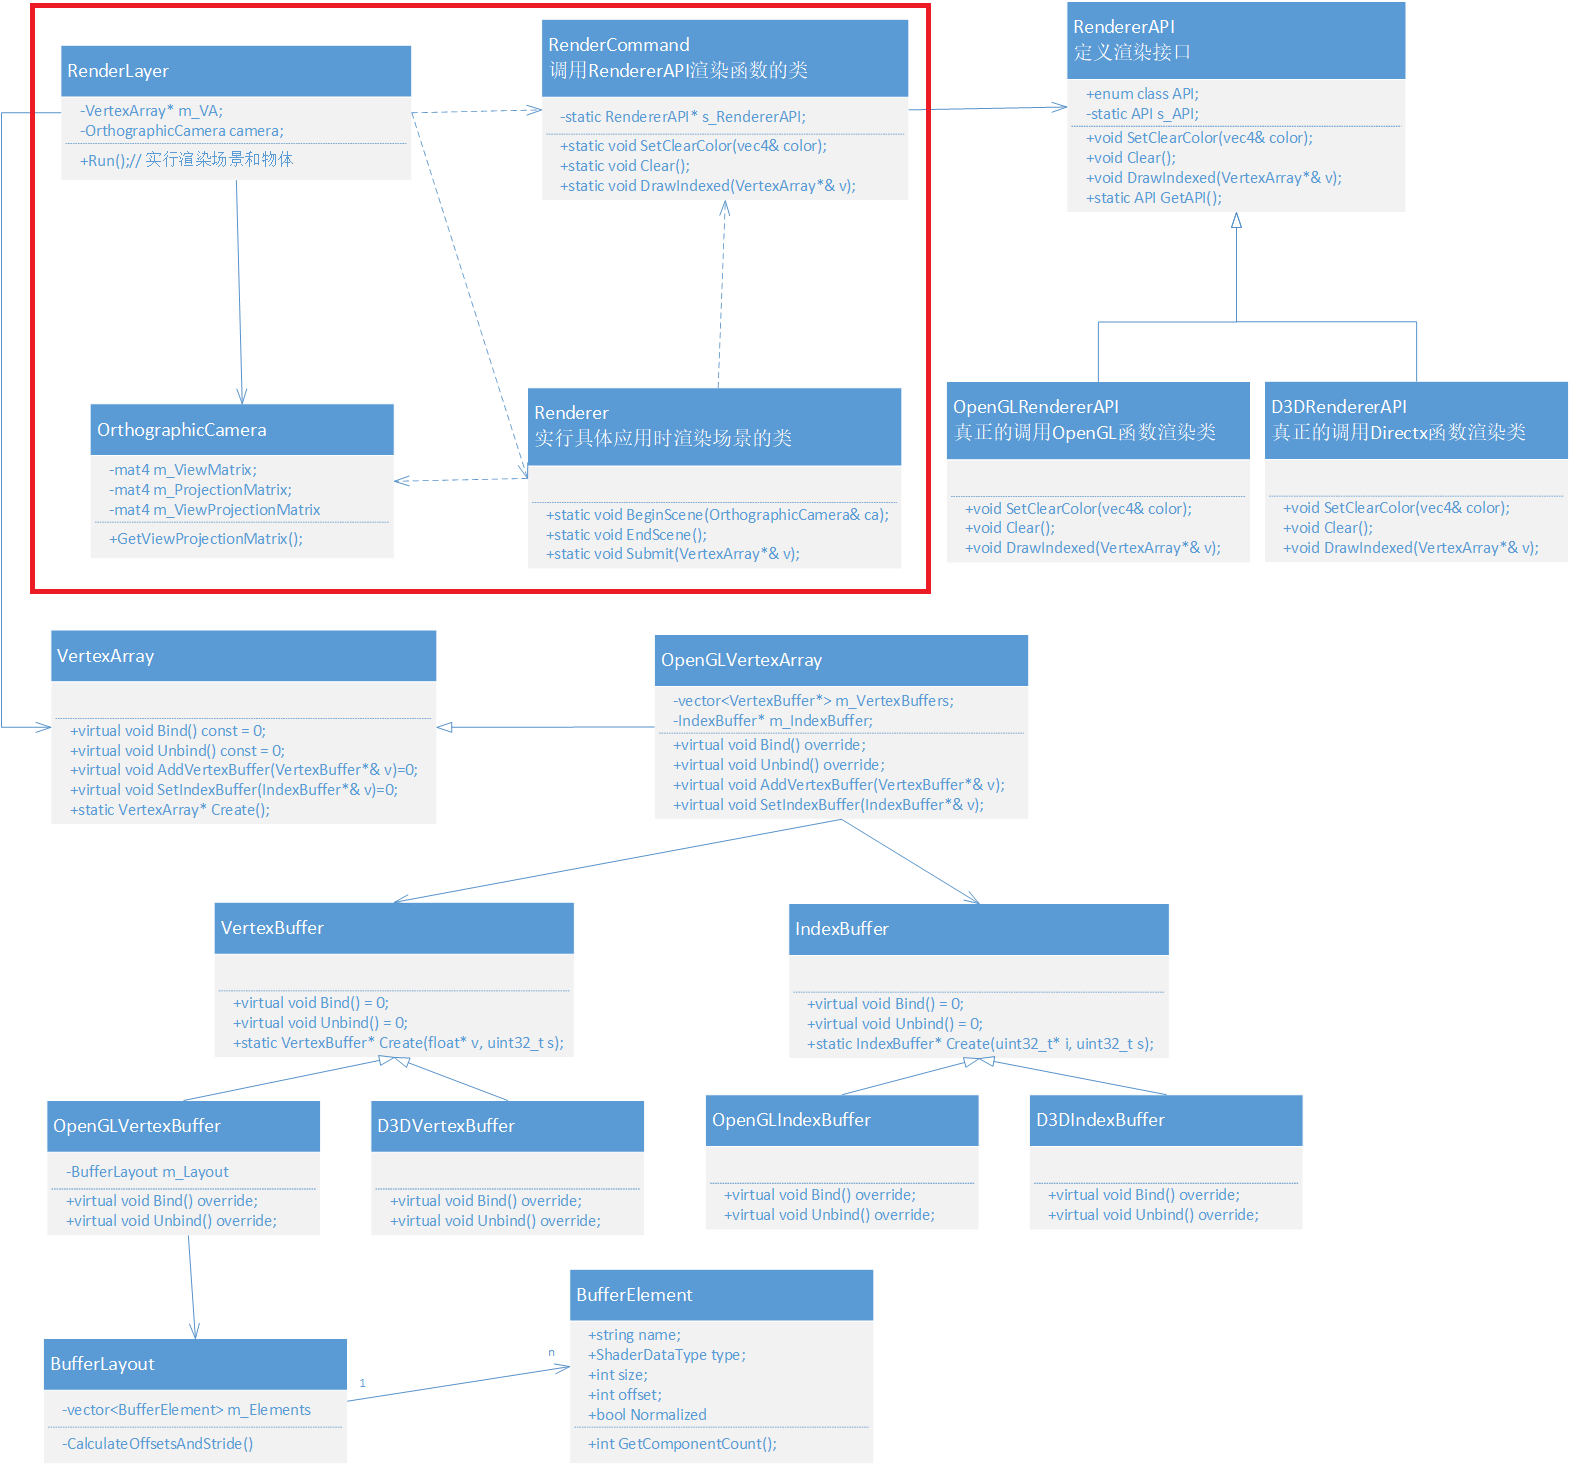 RenderLayer
-VertexArray* m_VA;
-OrthographicCamera camera;
+Run();// 实行渲染场景和物体
RenderCommand
调用RendererAPI渲染函数的类
-static RendererAPI* s_RendererAPI;
+static void SetClearColor(vec4& color);
+static void Clear();
+static void DrawIndexed(VertexArray*& v);
RendererAPI
定义渲染接口
+enum class API;
-static API s_API;
+void SetClearColor(vec4& color);
+void Clear();
+void DrawIndexed(VertexArray*& v);
+static API GetAPI();
OrthographicCamera
-mat4 m_ViewMatrix;
-mat4 m_ProjectionMatrix;
-mat4 m_ViewProjectionMatrix
+GetViewProjectionMatrix();
Renderer
实行具体应用时渲染场景的类
+static void BeginScene(OrthographicCamera& ca);
+static void EndScene();
+static void Submit(VertexArray*& v);
OpenGLRendererAPI
真正的调用OpenGL函数渲染类
+void SetClearColor(vec4& color);
+void Clear();
+void DrawIndexed(VertexArray*& v);
D3DRendererAPI
真正的调用Directx函数渲染类
+void SetClearColor(vec4& color);
+void Clear();
+void DrawIndexed(VertexArray*& v);
VertexArray
+virtual void Bind() const = 0;
+virtual void Unbind() const = 0;
+virtual void AddVertexBuffer(VertexBuffer*& v)=0;
+virtual void SetIndexBuffer(IndexBuffer*& v)=0;
+static VertexArray* Create();
OpenGLVertexArray
-vector<VertexBuffer*> m_VertexBuffers;
-IndexBuffer* m_IndexBuffer;
+virtual void Bind() override;
+virtual void Unbind() override;
+virtual void AddVertexBuffer(VertexBuffer*& v);
+virtual void SetIndexBuffer(IndexBuffer*& v);
VertexBuffer
+virtual void Bind() = 0;
+virtual void Unbind() = 0;
+static VertexBuffer* Create(float* v, uint32_t s);
IndexBuffer
+virtual void Bind() = 0;
+virtual void Unbind() = 0;
+static IndexBuffer* Create(uint32_t* i, uint32_t s);
OpenGLVertexBuffer
-BufferLayout m_Layout
+virtual void Bind() override;
+virtual void Unbind() override;
D3DVertexBuffer
+virtual void Bind() override;
+virtual void Unbind() override;
OpenGLIndexBuffer
+virtual void Bind() override;
+virtual void Unbind() override;
D3DIndexBuffer
+virtual void Bind() override;
+virtual void Unbind() override;
BufferLayout
-vector<BufferElement> m_Elements
-CalculateOffsetsAndStride()
1
n
BufferElement
+string name;
+ShaderDataType type;
+int size;
+int offset;
+bool Normalized
+int GetComponentCount();